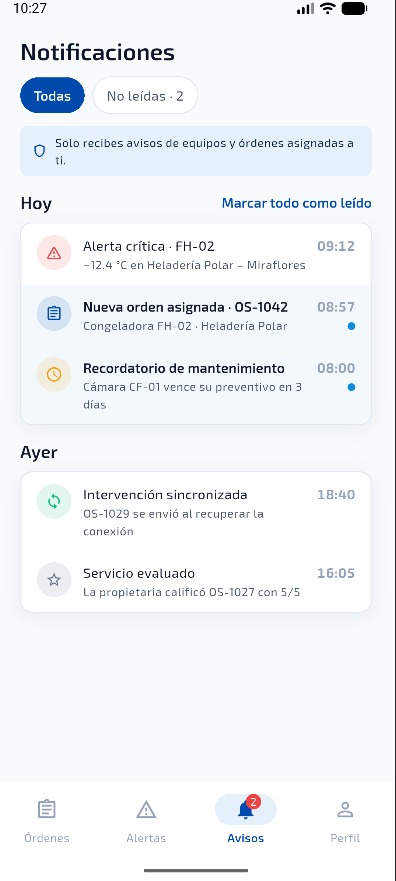 10:27
Notificaciones
Todas
No leídas · 2
Solo recibes avisos de equipos y órdenes asignadas a
ti.
Hoy
Marcar todo como leído
Alerta crítica · FH-02
09:12
−12.4 °C en Heladería Polar – Miraflores
Nueva orden asignada · OS-1042
08:57
Congeladora FH-02 · Heladería Polar
Recordatorio de mantenimiento
08:00
Cámara CF-01 vence su preventivo en 3
días
Ayer
Intervención sincronizada
18:40
OS-1029 se envió al recuperar la
conexión
Servicio evaluado
16:05
La propietaria calificó OS-1027 con 5/5
2
Órdenes
Alertas
Avisos
Perfil